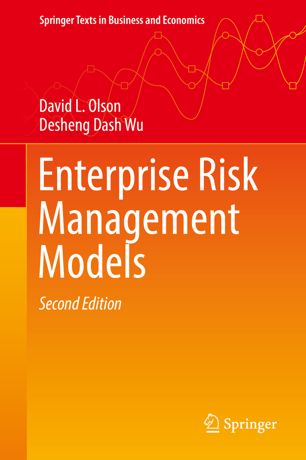 Springer Texts in Business and Economics
David L. Olson
Desheng Dash Wu
Enterprise Risk
Management
Models
Second Edition
Springer